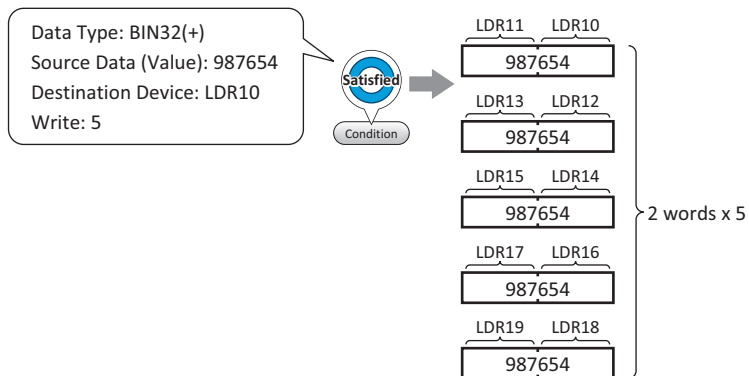 Data Type: BIN32(+)
Source Data (Value): 987654
Destination Device: LDR10
Write: 5
Satisfied
Condition
LDR11 LDR10
987654
LDR13 LDR12
987654
LDR15 LDR14
987654
LDR17 LDR16
987654
LDR19 LDR18
987654
2 words x 5